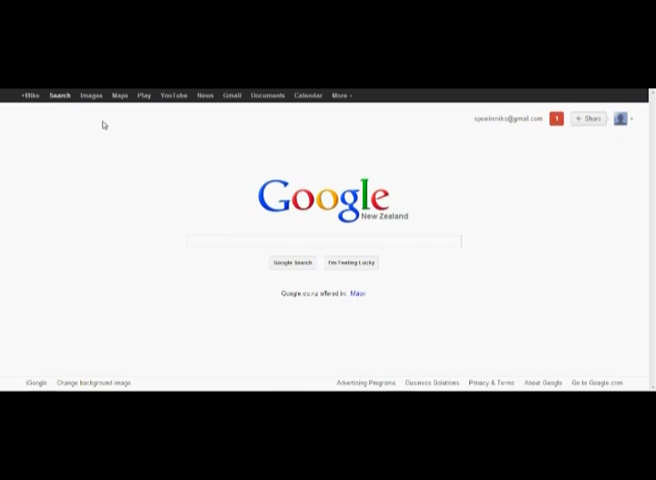 +Mike Search Images Maps Play YouTube News Gmail Documents Calendar More
1 + Share
Google
New Zealand
Google Search I'm Feeling Lucky
Google.co.nz offered in: Māori
iGoogle Change background image Advertising Programs Business Solutions Privacy & Terms About Google Go to Google.com